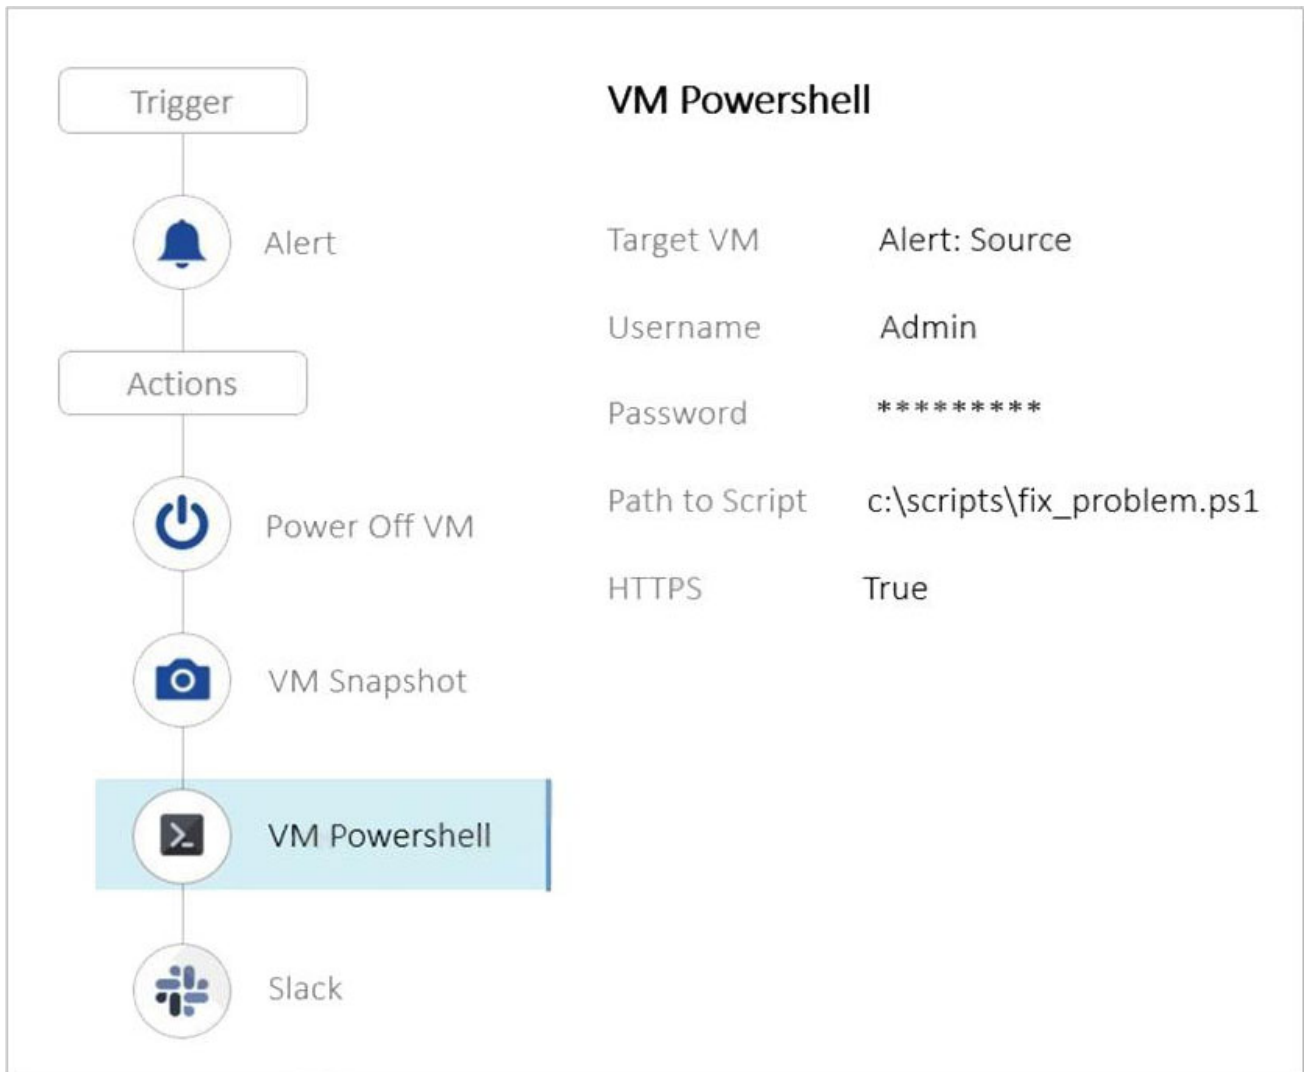 Trigger
Alert
Actions
Power Off VM
VM Snapshot
VM Powershell
Slack
VM Powershell
Target VM Alert: Source
Username Admin
Password *********
Path to Script c:\scripts\fix_problem.ps1
HTTPS True